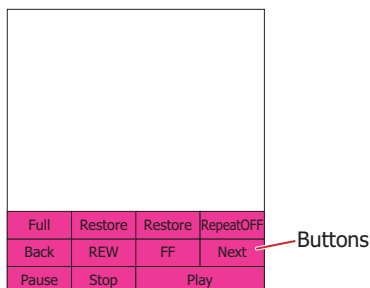 Full Restore Restore RepeatOFF
Back REW FF Next
Buttons
Pause Stop Play